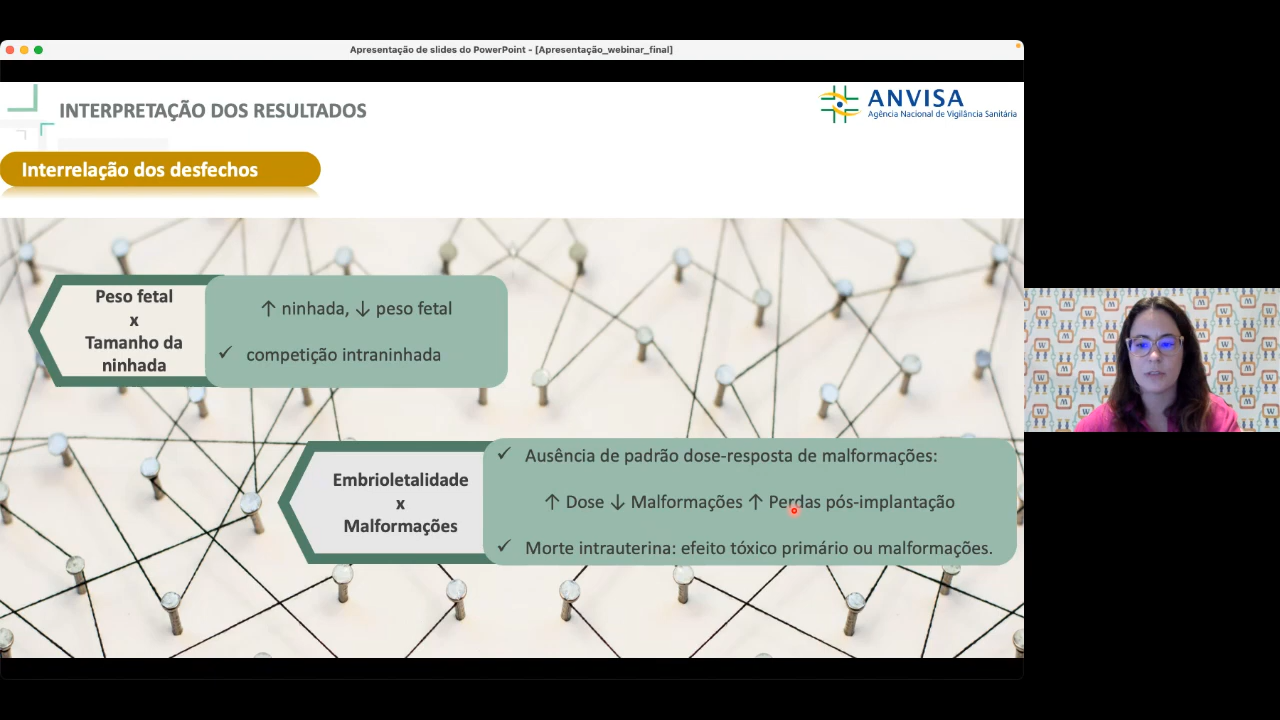 Apresentação de slides do PowerPoint - [Apresentação_webinar_final]
INTERPRETAÇÃO DOS RESULTADOS
ANVISA
Agência Nacional de Vigilância Sanitária
Interrelação dos desfechos
Peso fetal
x
Tamanho da
ninhada
↑ ninhada, ↓ peso fetal
✓ competição intraninhada
Embrioletalidade
x
Malformações
✓ Ausência de padrão dose-resposta de malformações:
↑ Dose ↓ Malformações ↑ Perdas pós-implantação
✓ Morte intrauterina: efeito tóxico primário ou malformações.